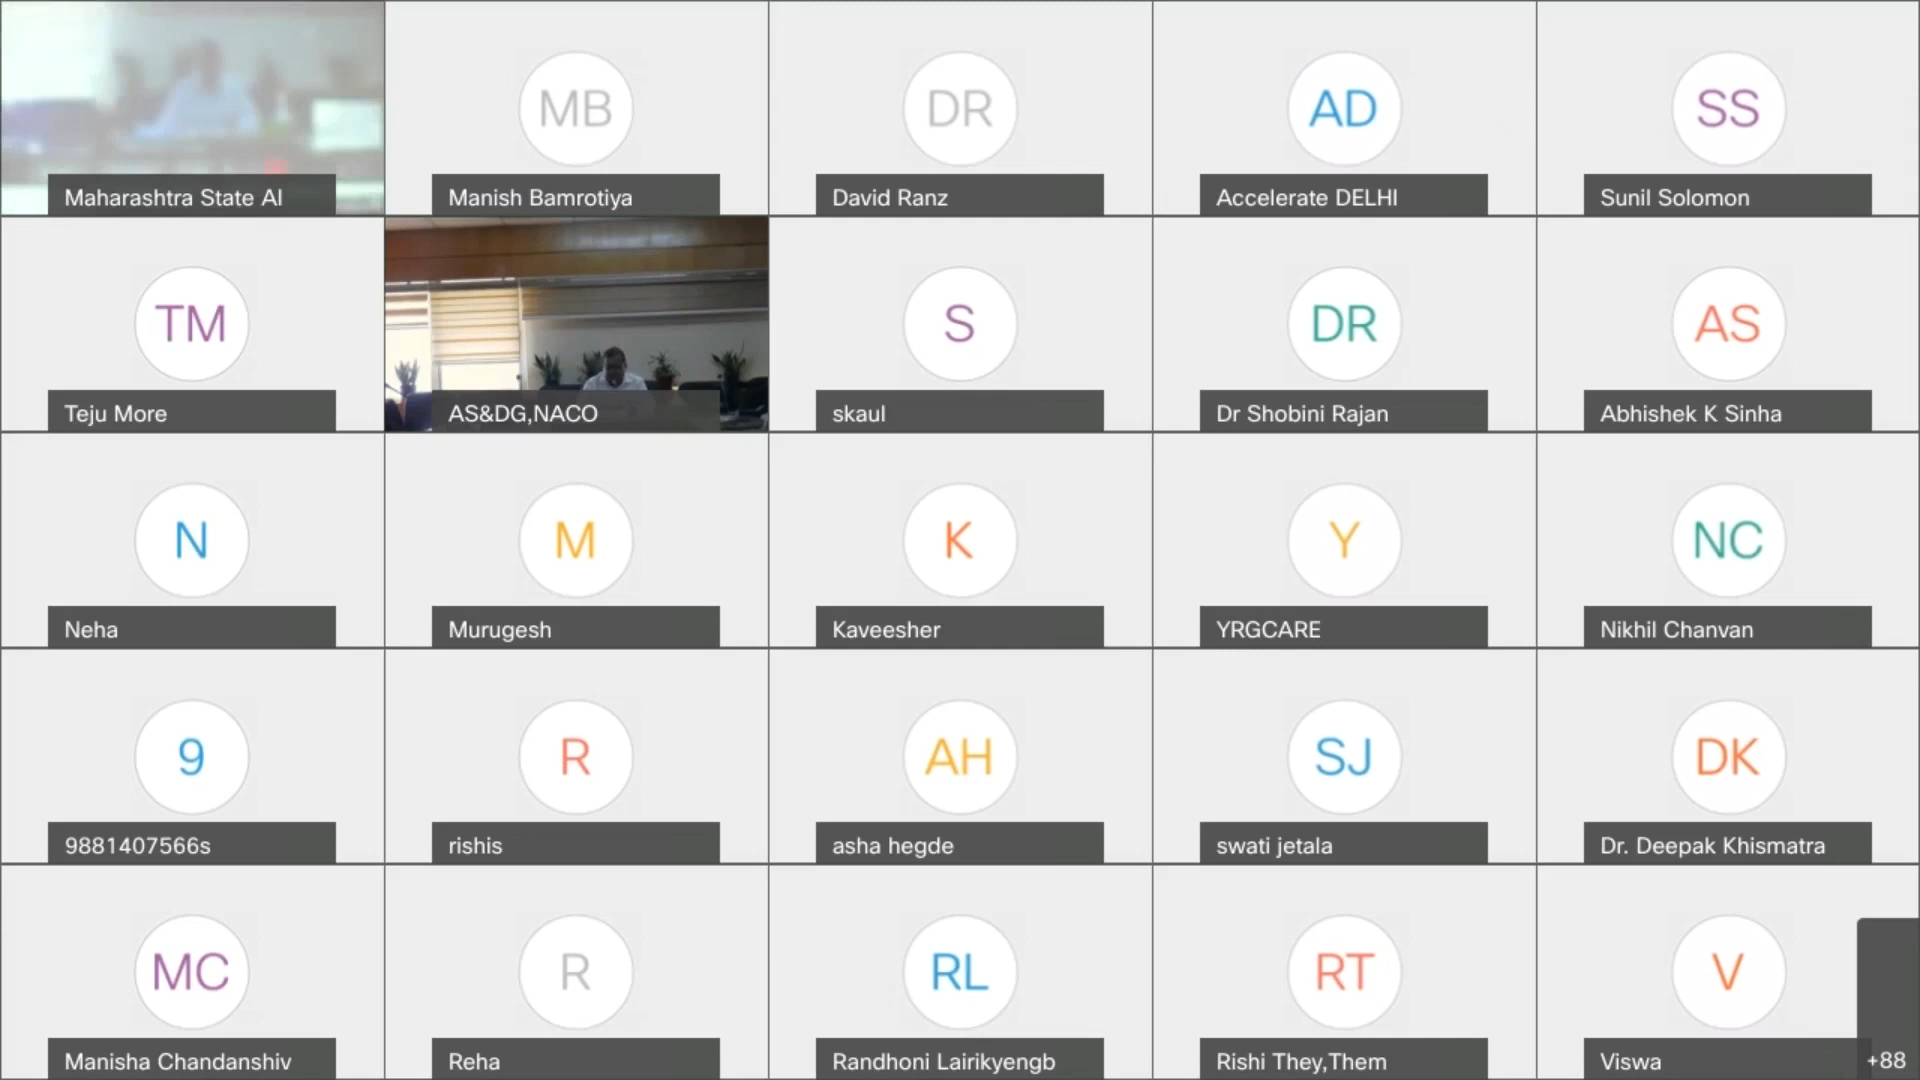 MB
DR
AD
SS
Maharashtra State AI
Manish Bamrotiya
David Ranz
Accelerate DELHI
Sunil Solomon
TM
S
DR
AS
Teju More
AS&DG,NACO
skaul
Dr Shobini Rajan
Abhishek K Sinha
N
M
K
Y
NC
Neha
Murugesh
Kaveesher
YRGCARE
Nikhil Chanvan
9
R
AH
SJ
DK
9881407566s
rishis
asha hegde
swati jetala
Dr. Deepak Khismatra
MC
R
RL
RT
V
Manisha Chandanshiv
Reha
Randhoni Lairikyengb
Rishi They,Them
Viswa
+88